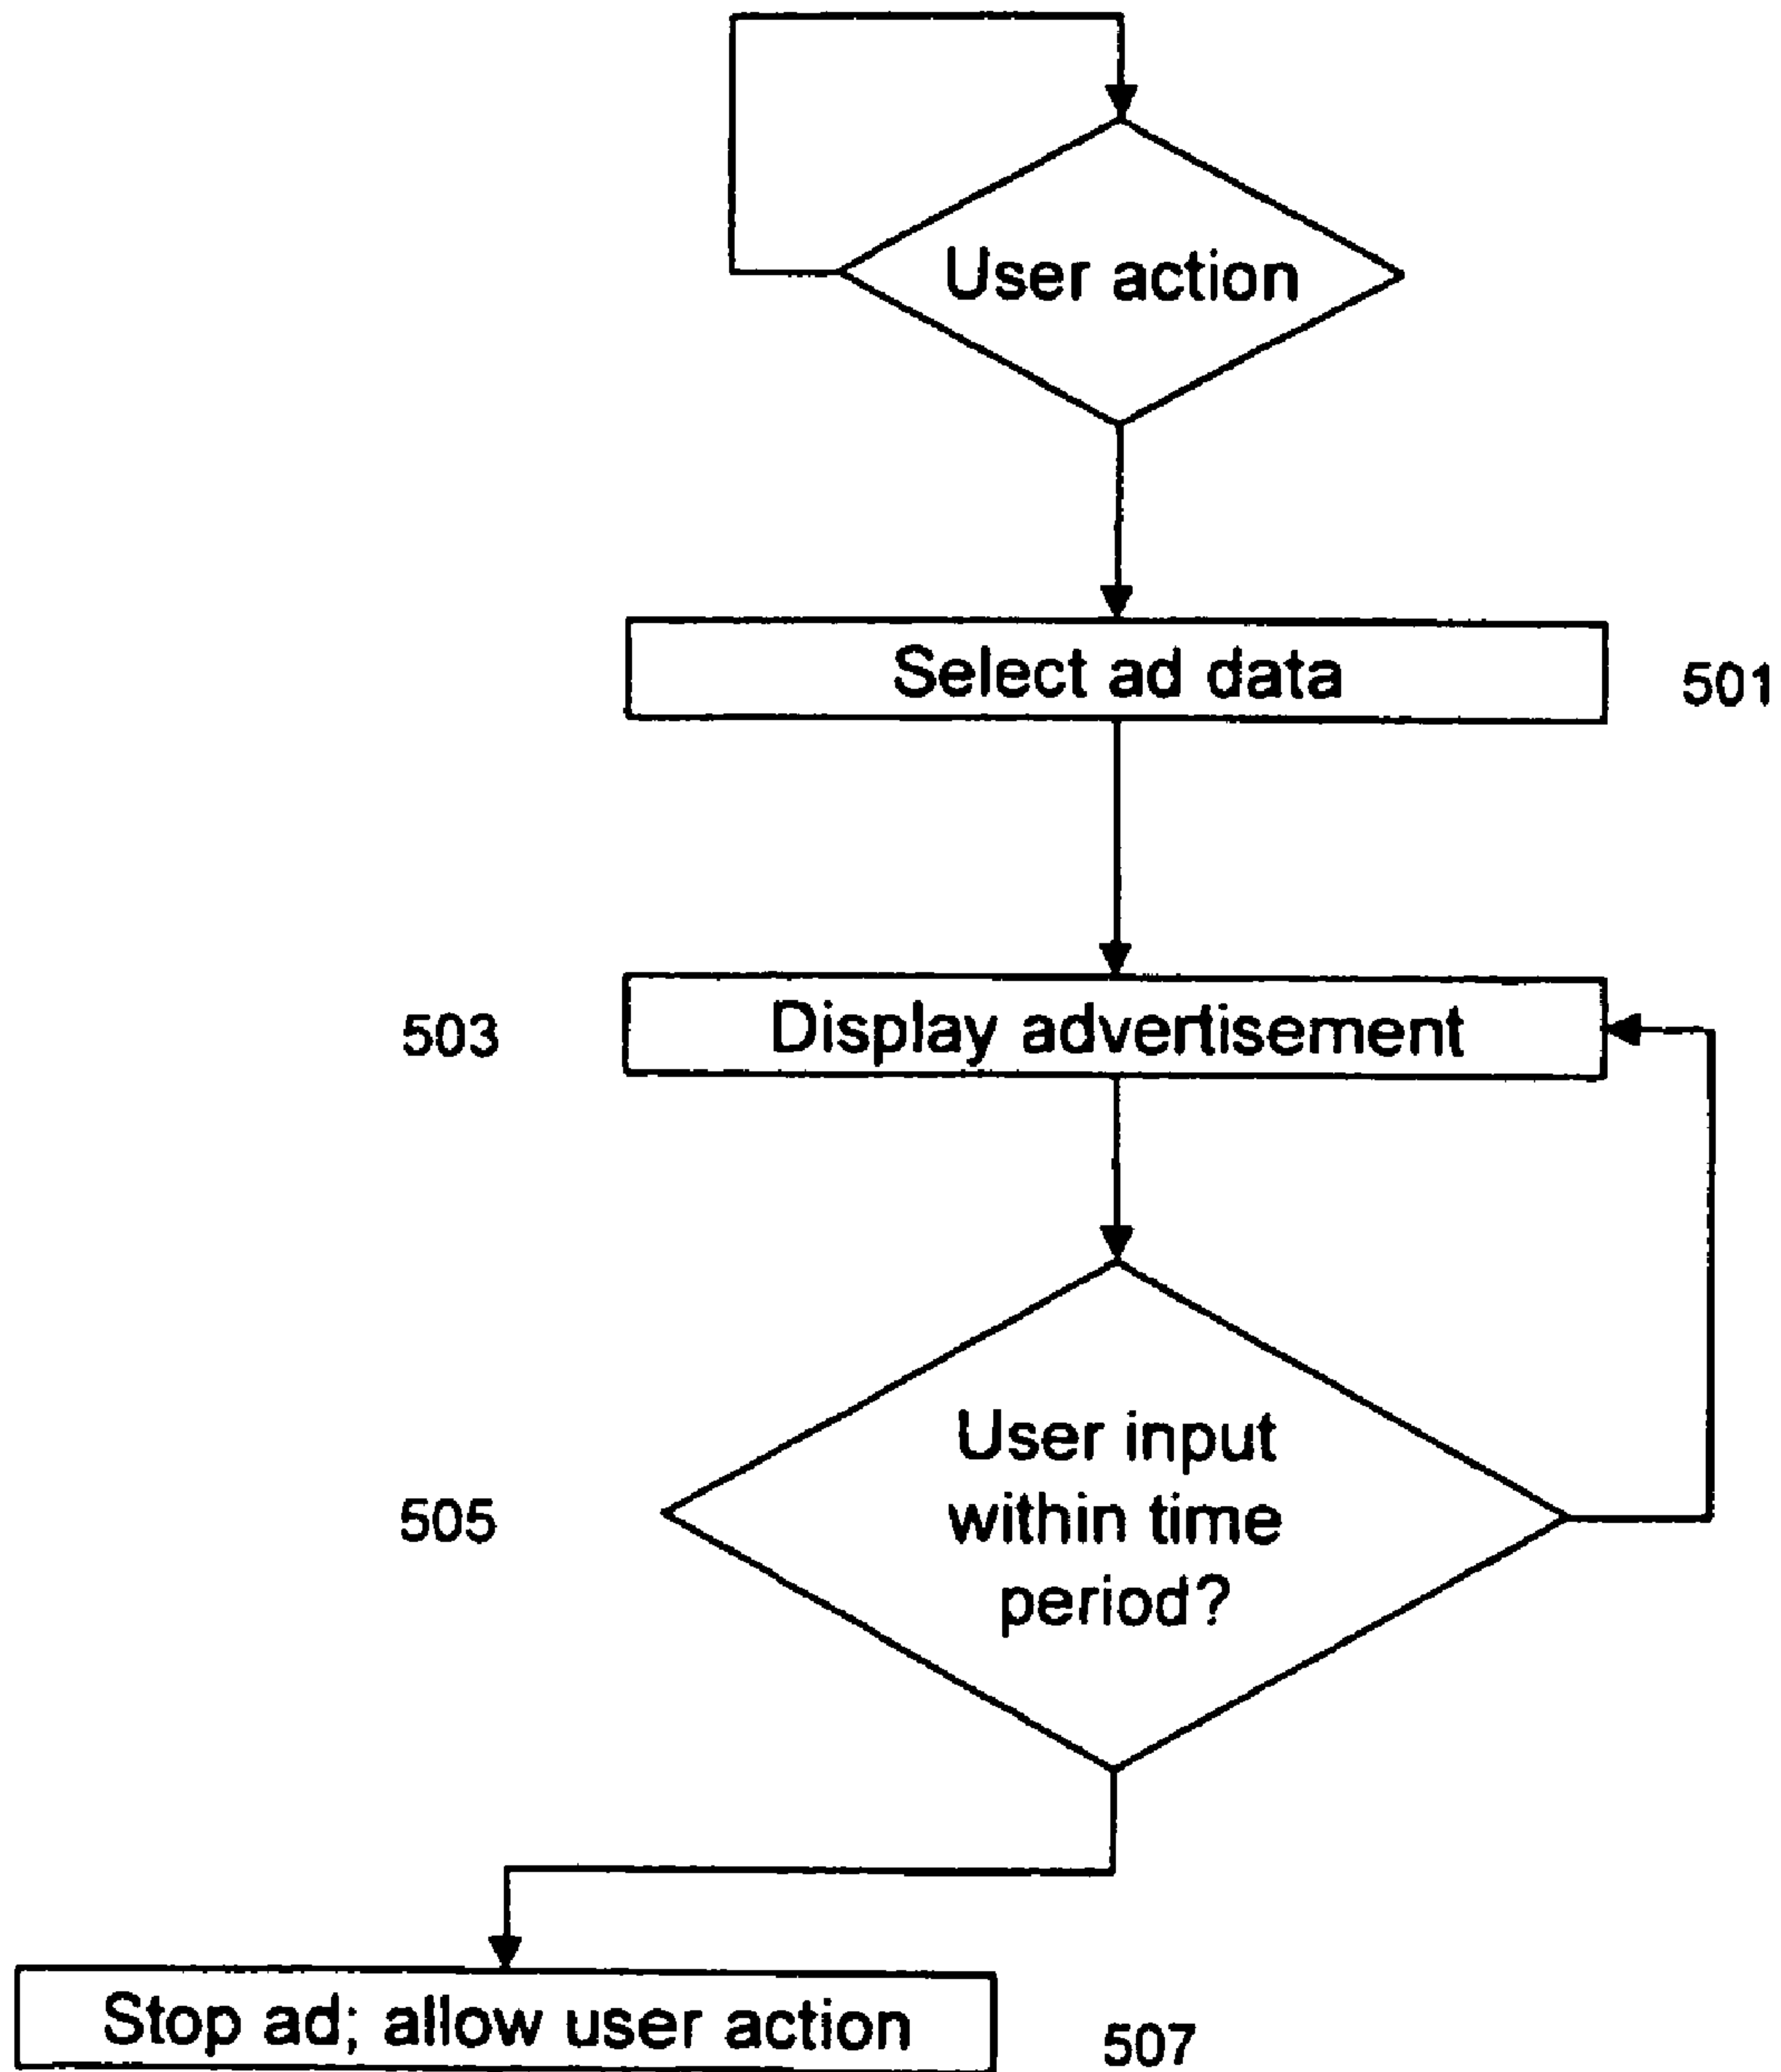 User action
Select ad data
501
503
Display advertisement
User input
within time
period?
505
Stop ad; allow user action
507